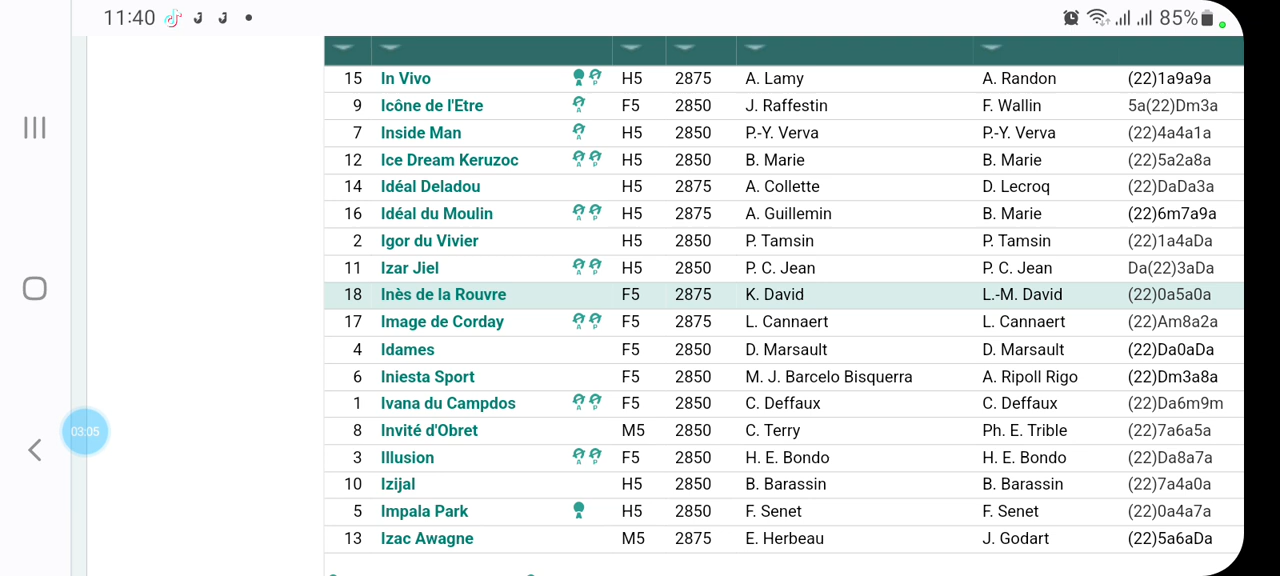 11:40 85%
15 In Vivo H5 2875 A. Lamy A. Randon (22)1a9a9a
9 Icône de l'Etre F5 2850 J. Raffestin F. Wallin 5a(22)Dm3a
7 Inside Man H5 2850 P.-Y. Verva P.-Y. Verva (22)4a4a1a
12 Ice Dream Keruzoc H5 2850 B. Marie B. Marie (22)5a2a8a
14 Idéal Deladou H5 2875 A. Collette D. Lecroq (22)DaDa3a
16 Idéal du Moulin H5 2875 A. Guillemin B. Marie (22)6m7a9a
2 Igor du Vivier H5 2850 P. Tamsin P. Tamsin (22)1a4aDa
11 Izar Jiel H5 2850 P. C. Jean P. C. Jean Da(22)3aDa
18 Inès de la Rouvre F5 2875 K. David L.-M. David (22)0a5a0a
17 Image de Corday F5 2875 L. Cannaert L. Cannaert (22)Am8a2a
4 Idames F5 2850 D. Marsault D. Marsault (22)Da0aDa
6 Iniesta Sport F5 2850 M. J. Barcelo Bisquerra A. Ripoll Rigo (22)Dm3a8a
1 Ivana du Campdos F5 2850 C. Deffaux C. Deffaux (22)Da6m9m
03:05
8 Invité d'Obret M5 2850 C. Terry Ph. E. Trible (22)7a6a5a
3 Illusion F5 2850 H. E. Bondo H. E. Bondo (22)Da8a7a
10 Izijal H5 2850 B. Barassin B. Barassin (22)7a4a0a
5 Impala Park H5 2850 F. Senet F. Senet (22)0a4a7a
13 Izac Awagne M5 2875 E. Herbeau J. Godart (22)5a6aDa